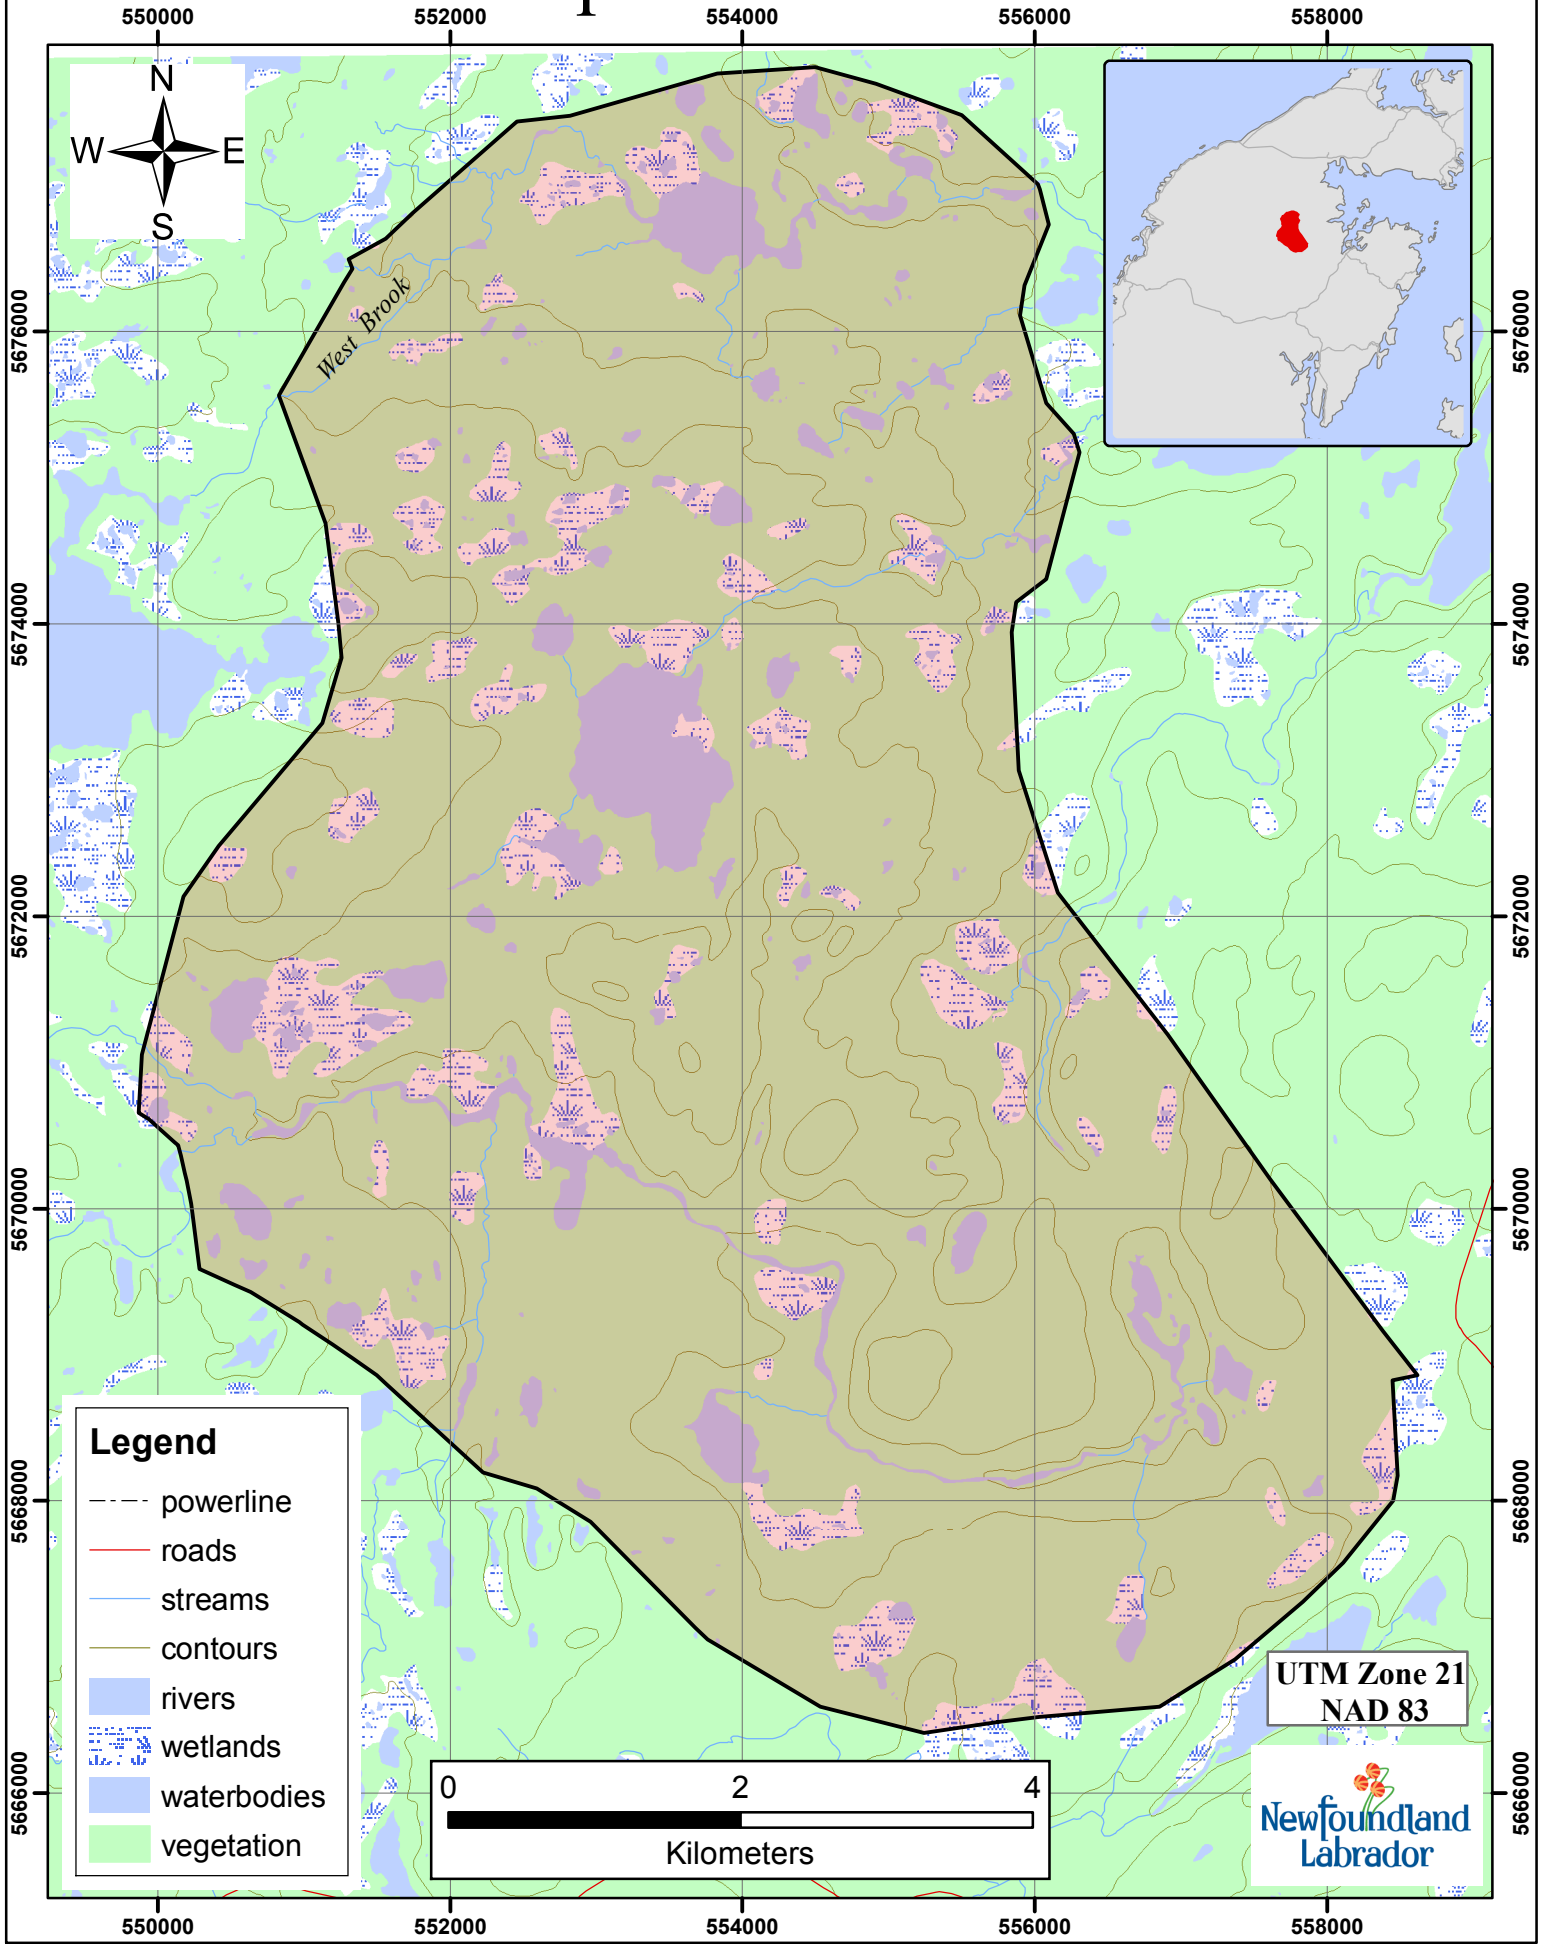 550000 552000 554000 556000 558000
N
W E
S
West Brook
5676000 5676000
5674000 5674000
5672000 5672000
5670000 5670000
5668000 5668000
5666000 5666000
Legend
powerline
roads
streams
contours
rivers
wetlands
waterbodies
vegetation
0 2 4
Kilometers
UTM Zone 21
NAD 83
Newfoundland
Labrador
550000 552000 554000 556000 558000